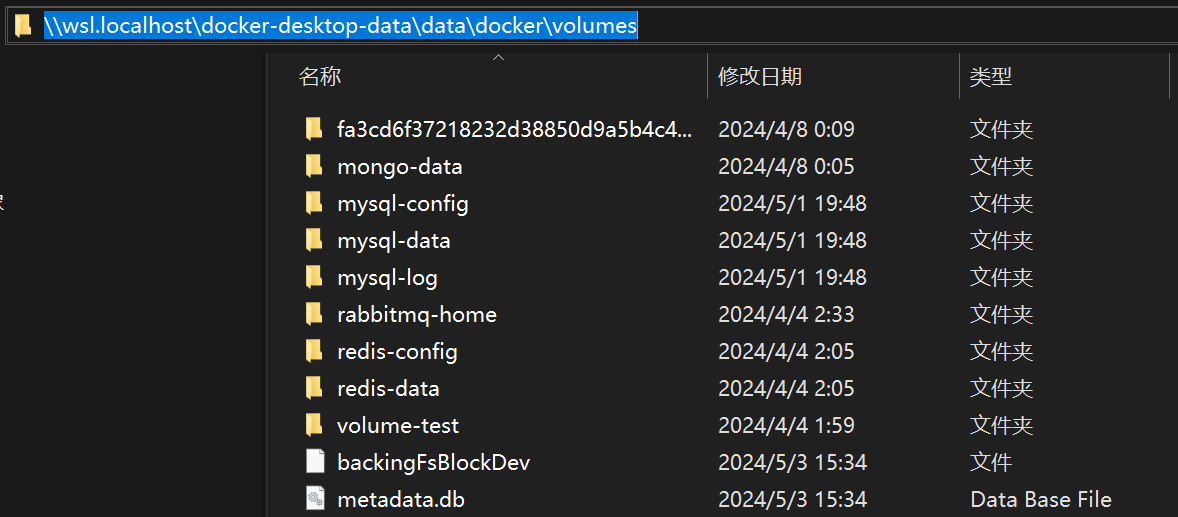 \\wsl.localhost\docker-desktop-data\data\docker\volumes
名称 修改日期 类型
fa3cd6f37218232d38850d9a5b4c4... 2024/4/8 0:09 文件夹
mongo-data 2024/4/8 0:05 文件夹
mysql-config 2024/5/1 19:48 文件夹
mysql-data 2024/5/1 19:48 文件夹
mysql-log 2024/5/1 19:48 文件夹
rabbitmq-home 2024/4/4 2:33 文件夹
redis-config 2024/4/4 2:05 文件夹
redis-data 2024/4/4 2:05 文件夹
volume-test 2024/4/4 1:59 文件夹
backingFsBlockDev 2024/5/3 15:34 文件
metadata.db 2024/5/3 15:34 Data Base File